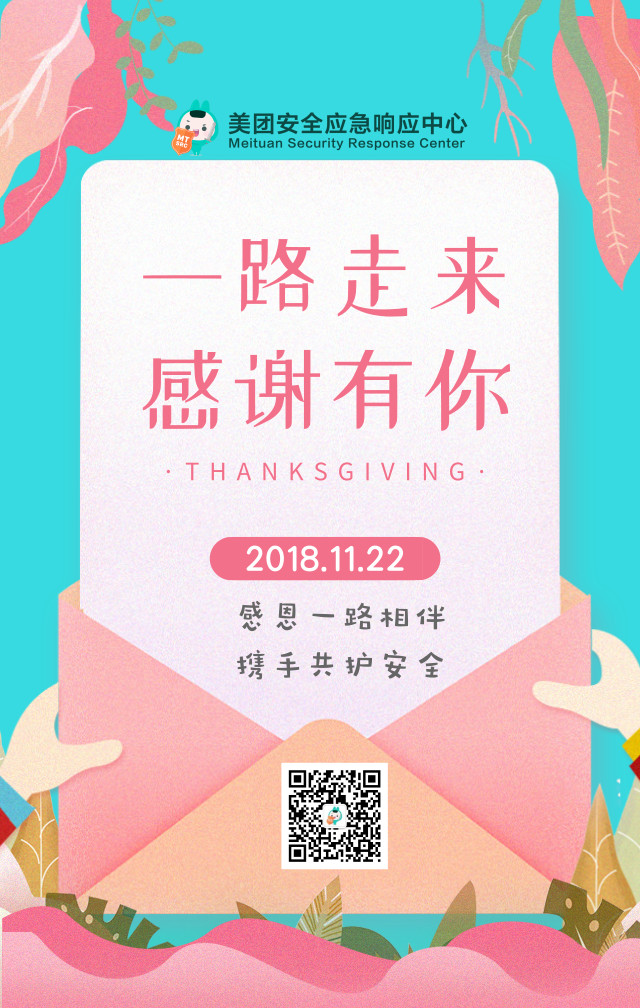 美团安全应急响应中心
Meituan Security Response Center
MT
SRC
一路走来
感谢有你
·THANKSGIVING·
2018.11.22
感恩一路相伴
携手共护安全